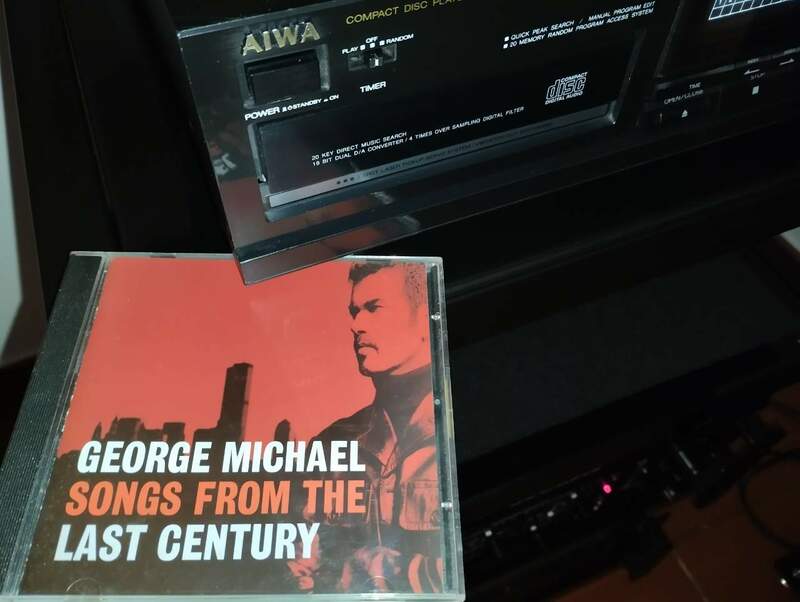 COMPACT DISC PLAYE
AIWA
OFF
PLAY RANDOM
TIMER
POWER STANDBY ON
QUICK PEAK SEARCH / MANUAL PROGRAM EDIT
20 MEMORY RANDOM PROGRAM ACCESS SYSTEM
COMPACT
disc
DIGITAL AUDIO
TIME
OPEN/CLOSE
STOP
20 KEY DIRECT MUSIC SEARCH
18 BIT DUAL D/A CONVERTER / 4 TIMES OVER SAMPLING DIGITAL FILTER
GEORGE MICHAEL
SONGS FROM THE
LAST CENTURY